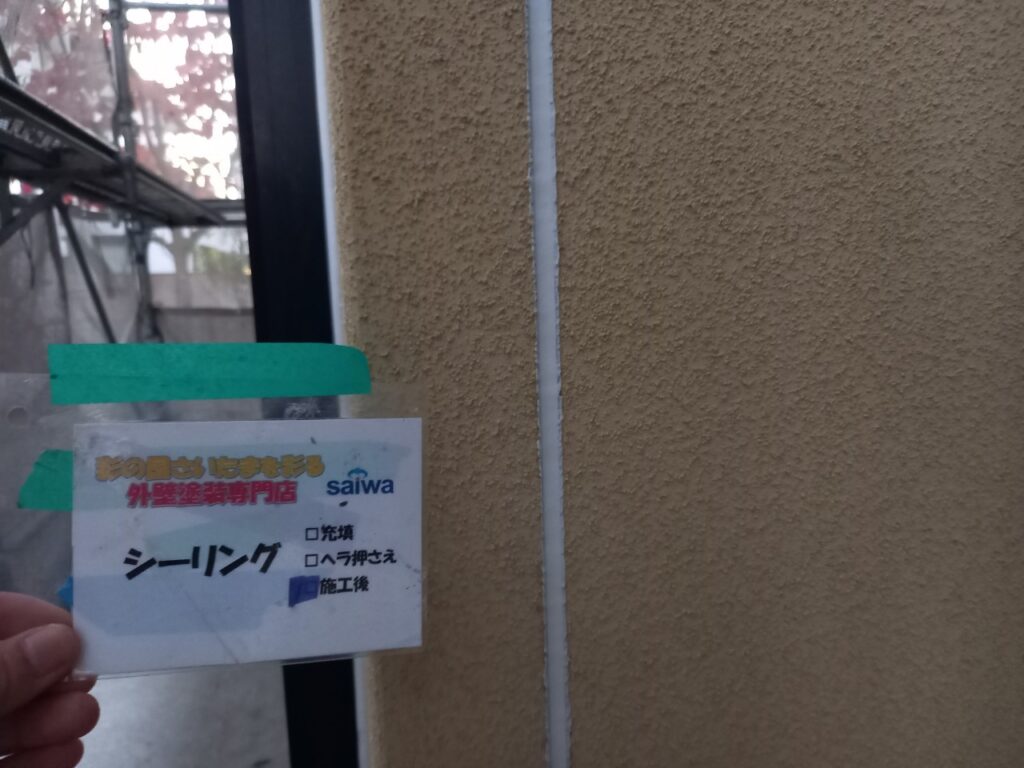 彩の国さいたまを彩る
外壁塗装専門店
saiwa
シーリング
□充填
□ヘラ押さえ
□施工後